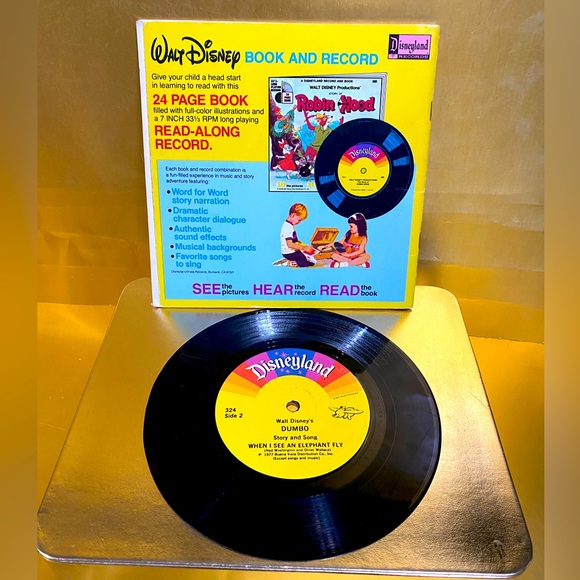 Walt Disney BOOK AND RECORD
Disneyland
RECORDS
Give your child a head start
in learning to read with this
24 PAGE BOOK
filled with full-color illustrations and
a 7 INCH 33⅓ RPM long playing
READ-ALONG
RECORD.
A DISNEYLAND RECORD AND BOOK
WALT DISNEY Productions'
STORY OF
Robin Hood
Disneyland
Each book and record combination is
a fun-filled experience in music and story
adventure featuring:
• Word for Word
story narration
• Dramatic
character dialogue
• Authentic
sound effects
• Musical backgrounds
• Favorite songs
to sing
SEE the pictures HEAR the record READ the book
Disneyland
324
Side 2
Walt Disney's
DUMBO
Story and Song
WHEN I SEE AN ELEPHANT FLY
(Ned Washington and Oliver Wallace)
℗ 1977 Buena Vista Distribution Co., Inc.
(Except songs and music)